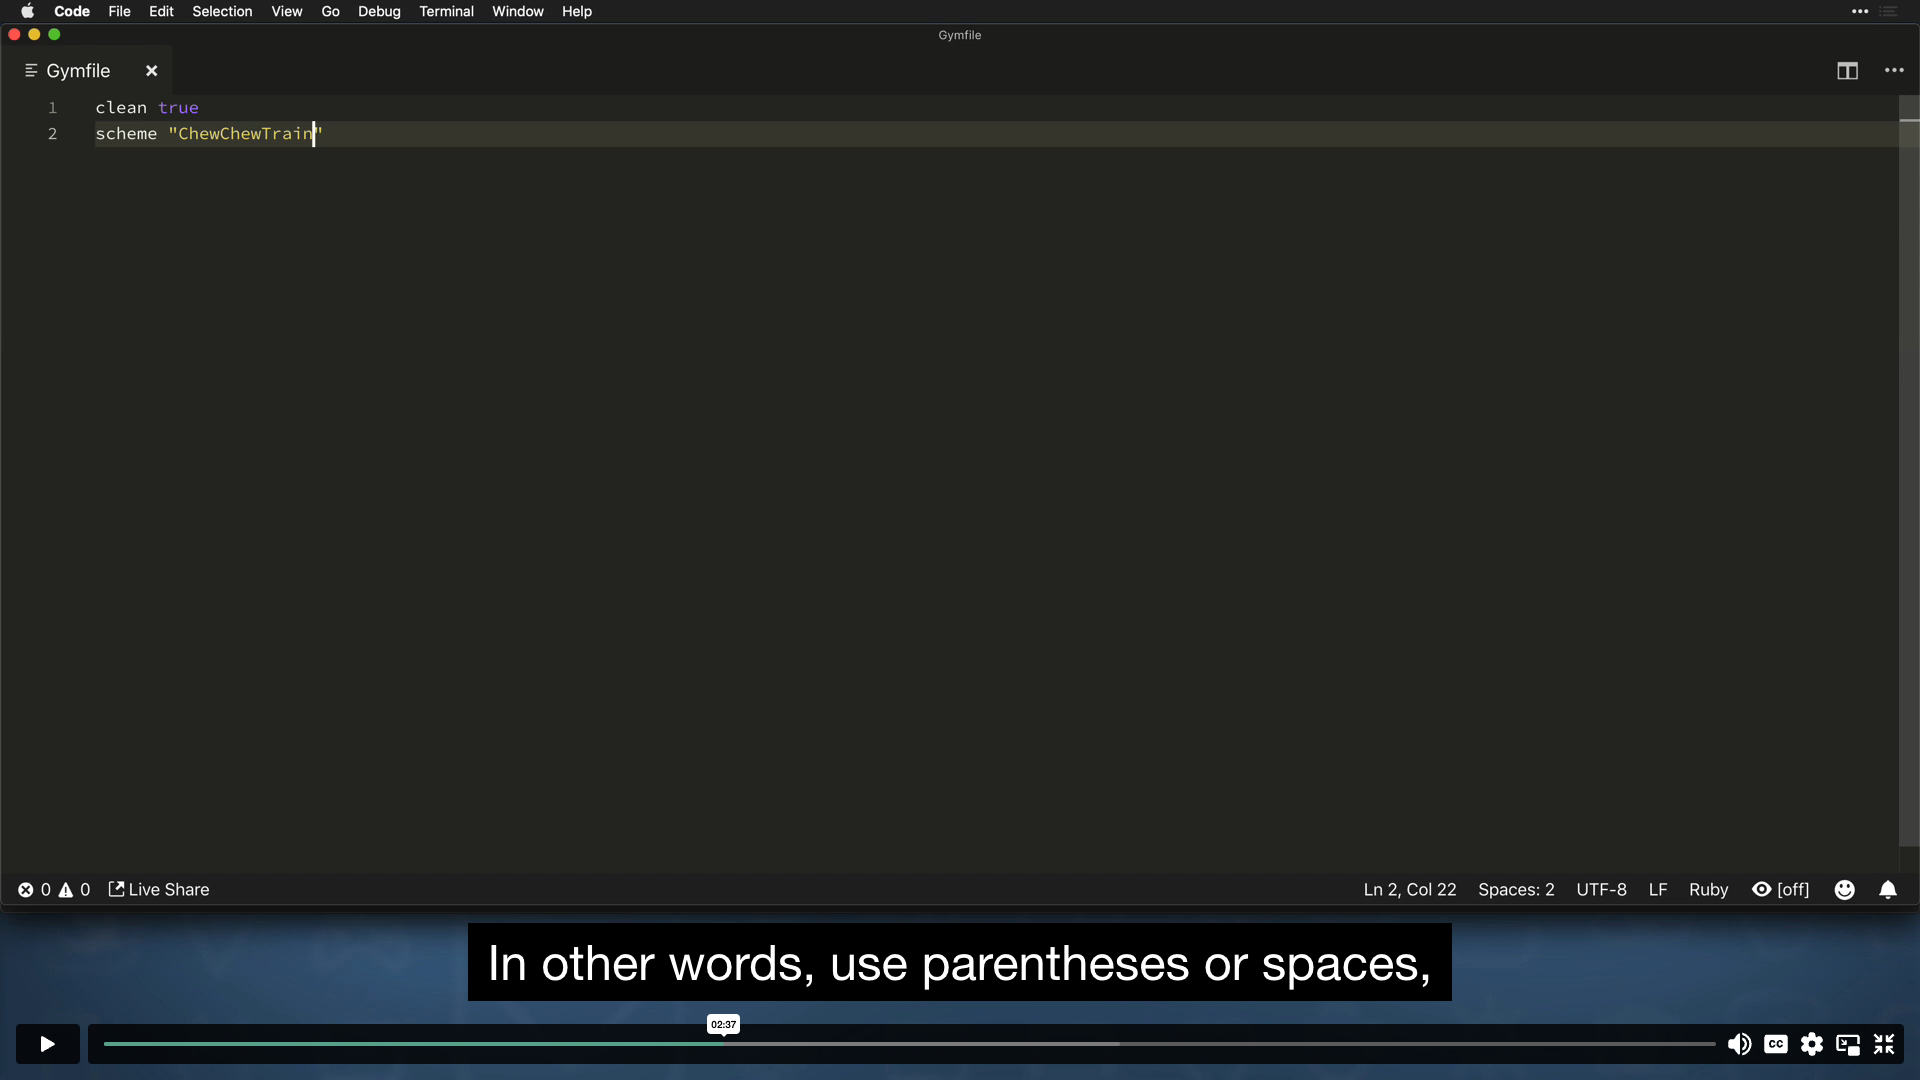 Code File Edit Selection View Go Debug Terminal Window Help
Gymfile
Gymfile
1 clean true
2 scheme "ChewChewTrain"
0 0 Live Share Ln 2, Col 22 Spaces: 2 UTF-8 LF Ruby [off]
In other words, use parentheses or spaces,
02:37
CC